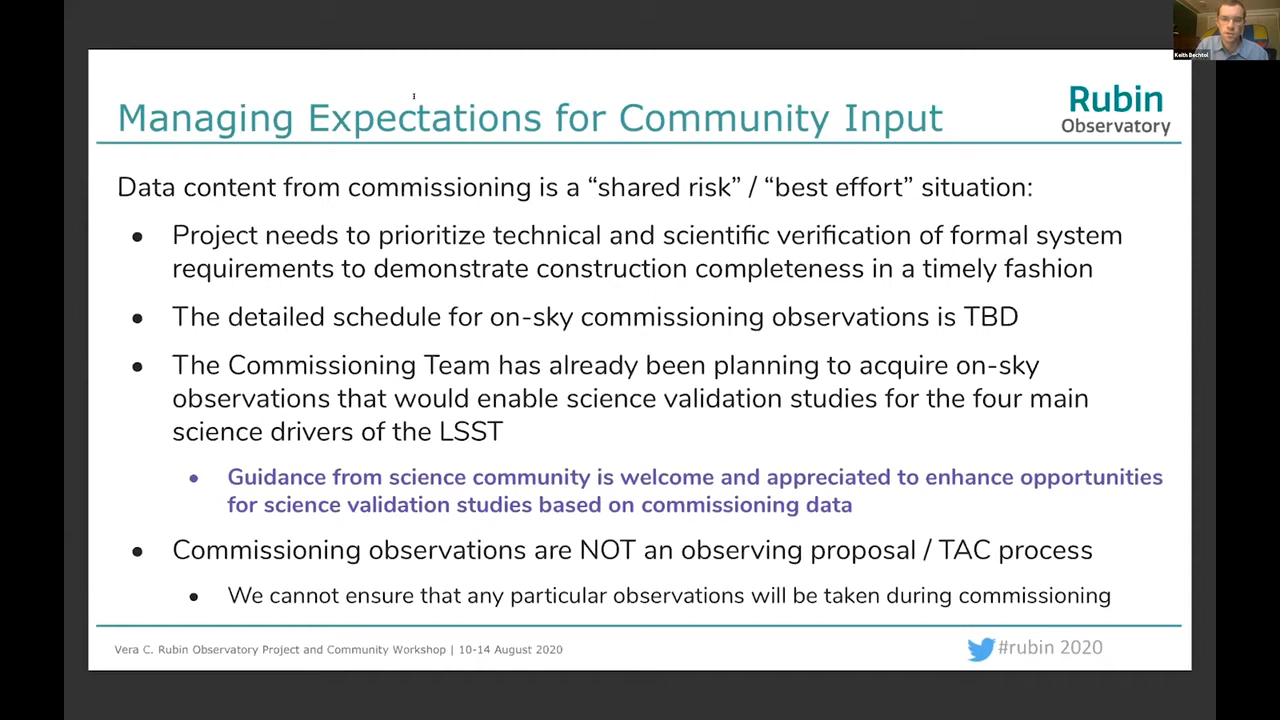 Keith Bechtol
Managing Expectations for Community Input
Rubin
Observatory
Data content from commissioning is a “shared risk” / “best effort” situation:
● Project needs to prioritize technical and scientific verification of formal system
requirements to demonstrate construction completeness in a timely fashion
● The detailed schedule for on-sky commissioning observations is TBD
● The Commissioning Team has already been planning to acquire on-sky
observations that would enable science validation studies for the four main
science drivers of the LSST
● Guidance from science community is welcome and appreciated to enhance opportunities
for science validation studies based on commissioning data
● Commissioning observations are NOT an observing proposal / TAC process
● We cannot ensure that any particular observations will be taken during commissioning
Vera C. Rubin Observatory Project and Community Workshop | 10-14 August 2020
#rubin 2020